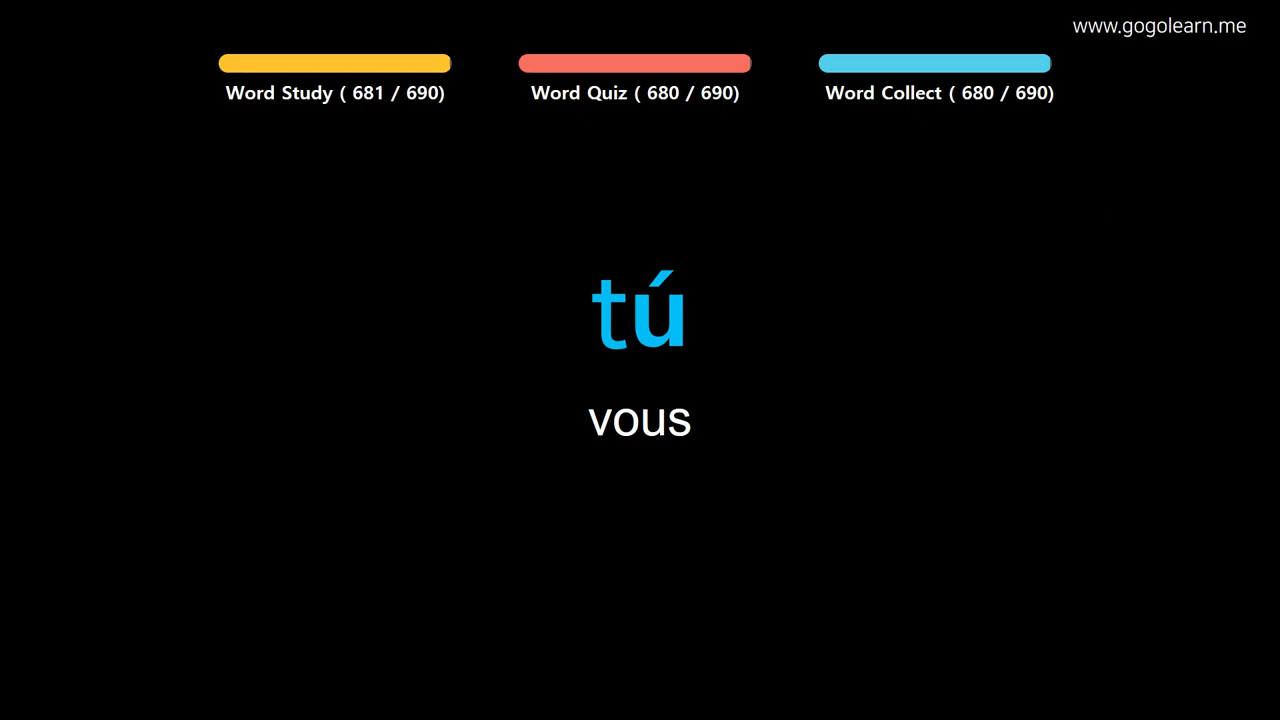 www.gogolearn.me
Word Study ( 681 / 690)
Word Quiz ( 680 / 690)
Word Collect ( 680 / 690)
tú
vous